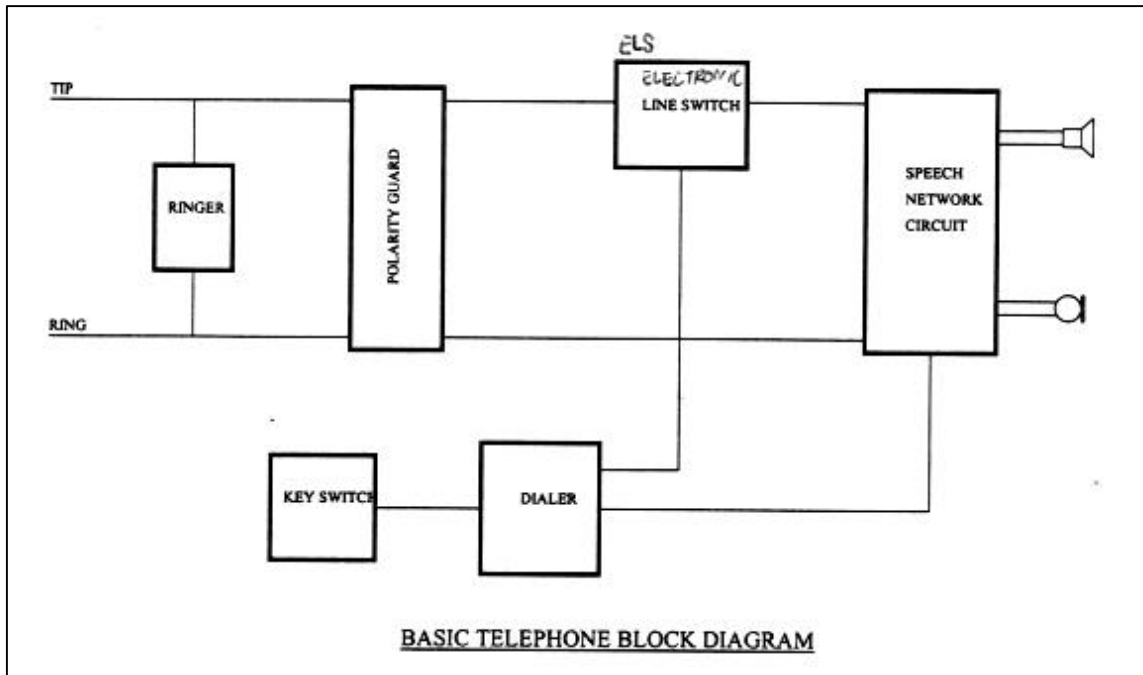 ELS
ELECTRONIC
LINE SWITCH
TIP
RINGER
POLARITY GUARD
SPEECH
NETWORK
CIRCUIT
RING
KEY SWITCH
DIALER
BASIC TELEPHONE BLOCK DIAGRAM